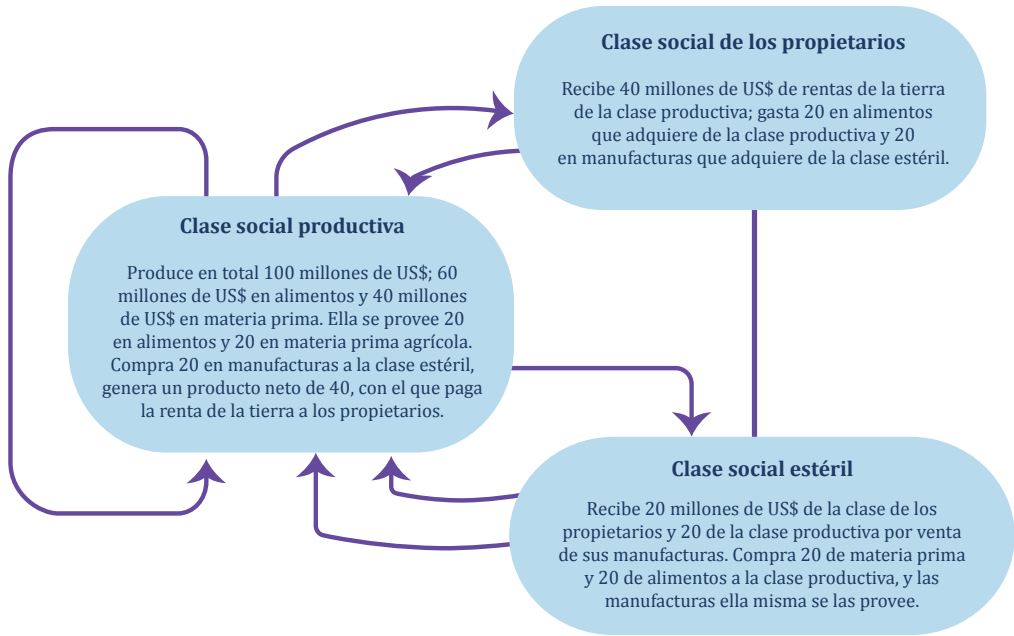 Clase social de los propietarios
Recibe 40 millones de US$ de rentas de la tierra
de la clase productiva; gasta 20 en alimentos
que adquiere de la clase productiva y 20
en manufacturas que adquiere de la clase estéril.
Clase social productiva
Produce en total 100 millones de US$; 60
millones de US$ en alimentos y 40 millones
de US$ en materia prima. Ella se provee 20
en alimentos y 20 en materia prima agrícola.
Compra 20 en manufacturas a la clase estéril,
genera un producto neto de 40, con el que paga
la renta de la tierra a los propietarios.
Clase social estéril
Recibe 20 millones de US$ de la clase de los
propietarios y 20 de la clase productiva por venta
de sus manufacturas. Compra 20 de materia prima
y 20 de alimentos a la clase productiva, y las
manufacturas ella misma se las provee.